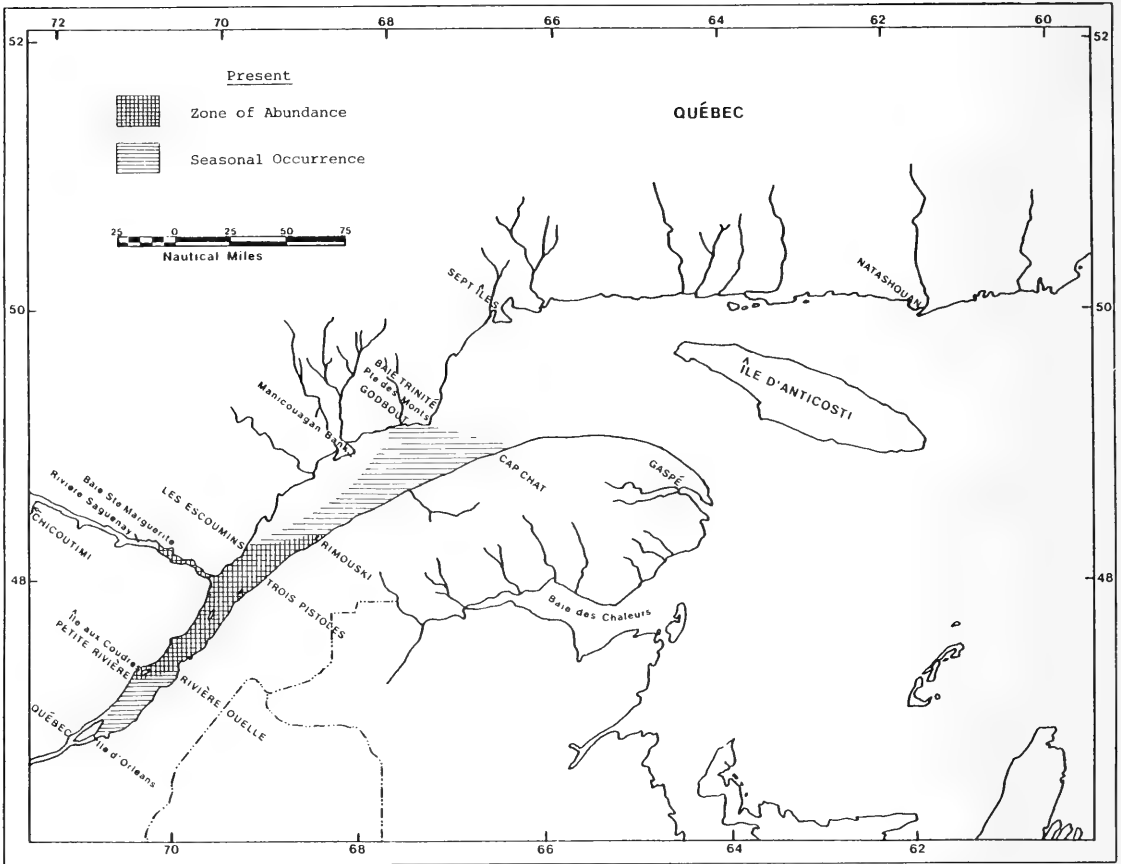 72 70 68 66 64 62 60
52 52
Present
Zone of Abundance
Seasonal Occurrence
QUÉBEC
25 0 25 50 75
Nautical Miles
SEPT ÎLES
NATASHOUAN
50 50
BAIE TRINITÉ
Pte des Monts
GODBOUT
Manicouagan Bank
ÎLE D'ANTICOSTI
CAP CHAT
GASPÉ
LES ESCOUMINS
Baie Ste Marguerite
Rivière Saguenay
CHICOUTIMI
RIMOUSKI
48 48
TROIS PISTOLES
Baie des Chaleurs
Île aux Coudres
PETITE RIVIÈRE
RIVIÈRE OUELLE
QUÉBEC
Île d'Orléans
70 68 66 64 62